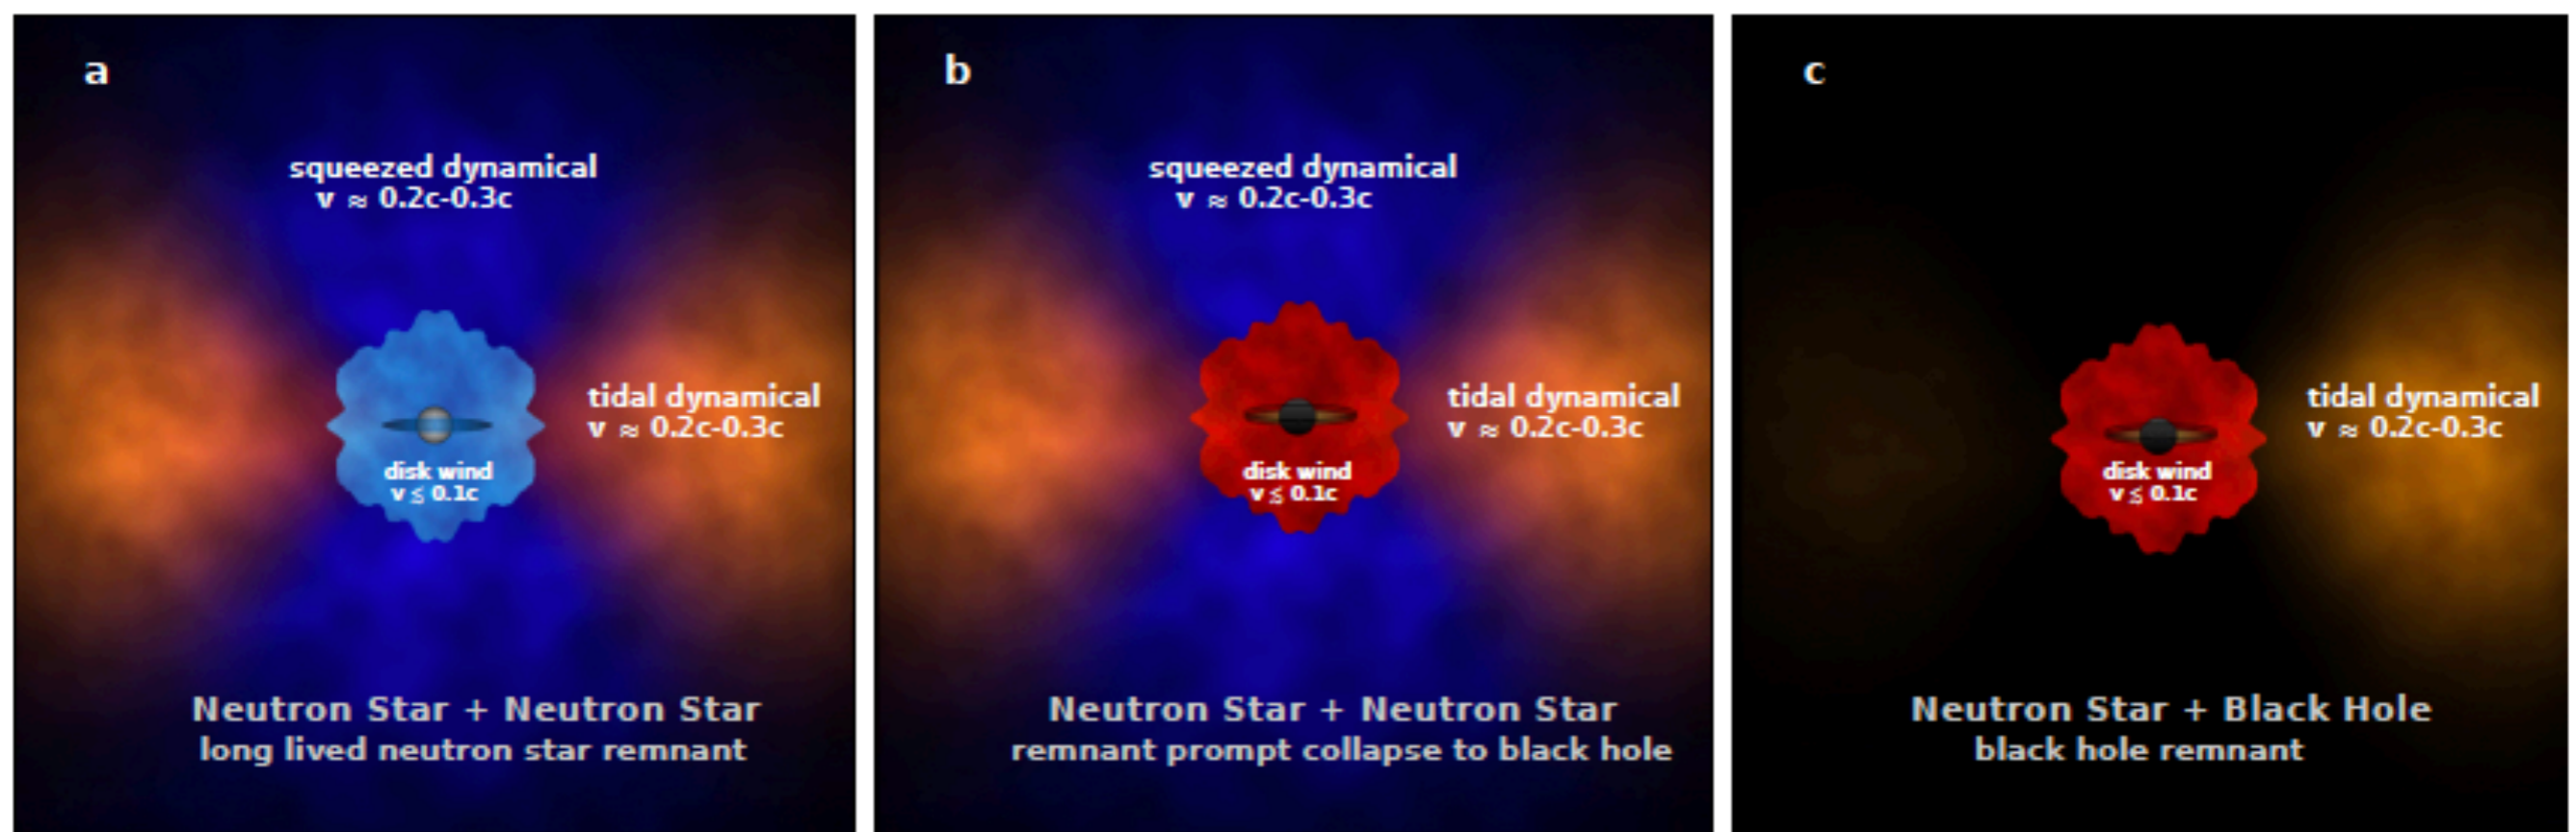 a
squeezed dynamical
v ≈ 0.2c-0.3c
tidal dynamical
v ≈ 0.2c-0.3c
disk wind
v ≲ 0.1c
Neutron Star + Neutron Star
long lived neutron star remnant
b
squeezed dynamical
v ≈ 0.2c-0.3c
tidal dynamical
v ≈ 0.2c-0.3c
disk wind
v ≲ 0.1c
Neutron Star + Neutron Star
remnant prompt collapse to black hole
c
tidal dynamical
v ≈ 0.2c-0.3c
disk wind
v ≲ 0.1c
Neutron Star + Black Hole
black hole remnant